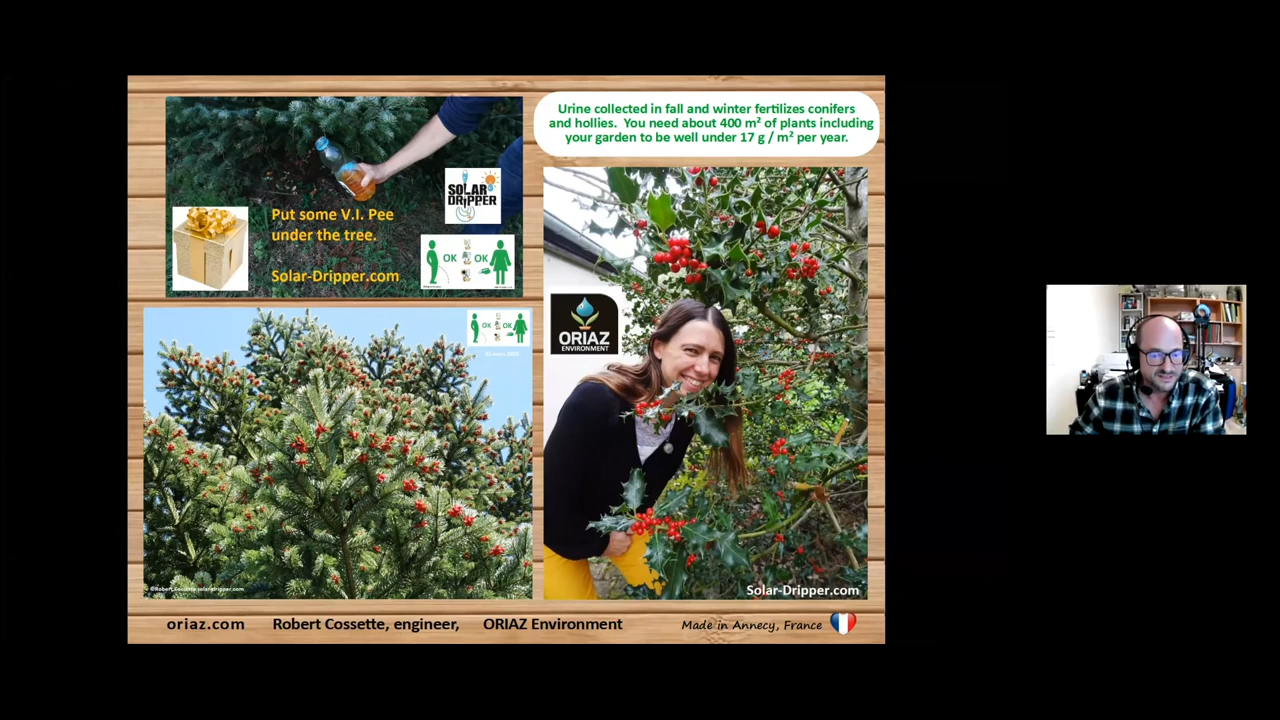 Urine collected in fall and winter fertilizes conifers
and hollies. You need about 400 m² of plants including
your garden to be well under 17 g / m² per year.
SOLAR
DRIPPER
Put some V.I. Pee
under the tree.
Solar-Dripper.com
OK OK
OK OK
ORIAZ
ENVIRONMENT
Solar-Dripper.com
oriaz.com Robert Cossette, engineer, ORIAZ Environment Made in Annecy, France